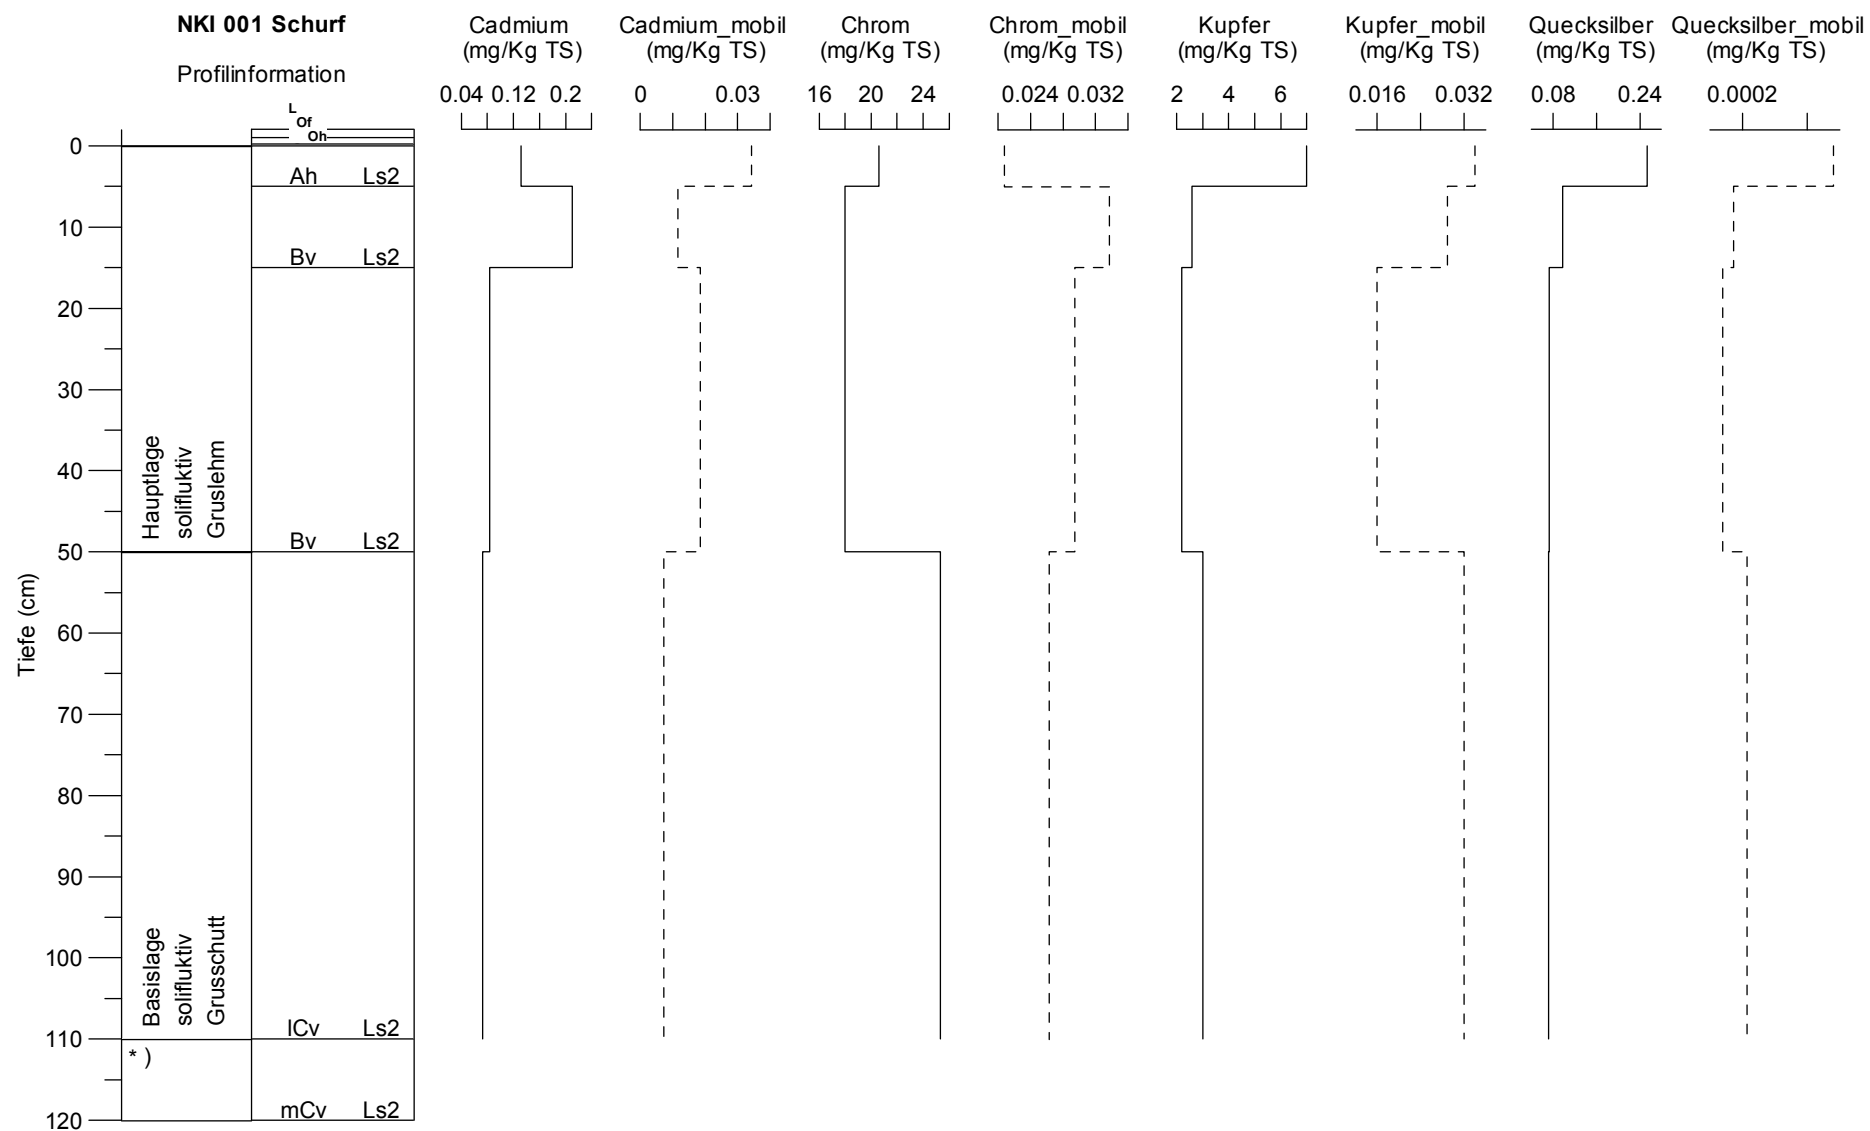 NKI 001 Schurf
Profilinformation
Cadmium
(mg/Kg TS)
0.04 0.12 0.2
Cadmium_mobil
(mg/Kg TS)
0 0.03
Chrom
(mg/Kg TS)
16 20 24
Chrom_mobil
(mg/Kg TS)
0.024 0.032
Kupfer
(mg/Kg TS)
2 4 6
Kupfer_mobil
(mg/Kg TS)
0.016 0.032
Quecksilber
(mg/Kg TS)
0.08 0.24
Quecksilber_mobil
(mg/Kg TS)
0.0002
L
Of
Oh
Tiefe (cm)
0
10
20
30
40
50
60
70
80
90
100
110
120
Hauptlage
solifluktiv
Gruslehm
Basislage
solifluktiv
Grusschutt
* )
Ah Ls2
Bv Ls2
Bv Ls2
lCv Ls2
mCv Ls2